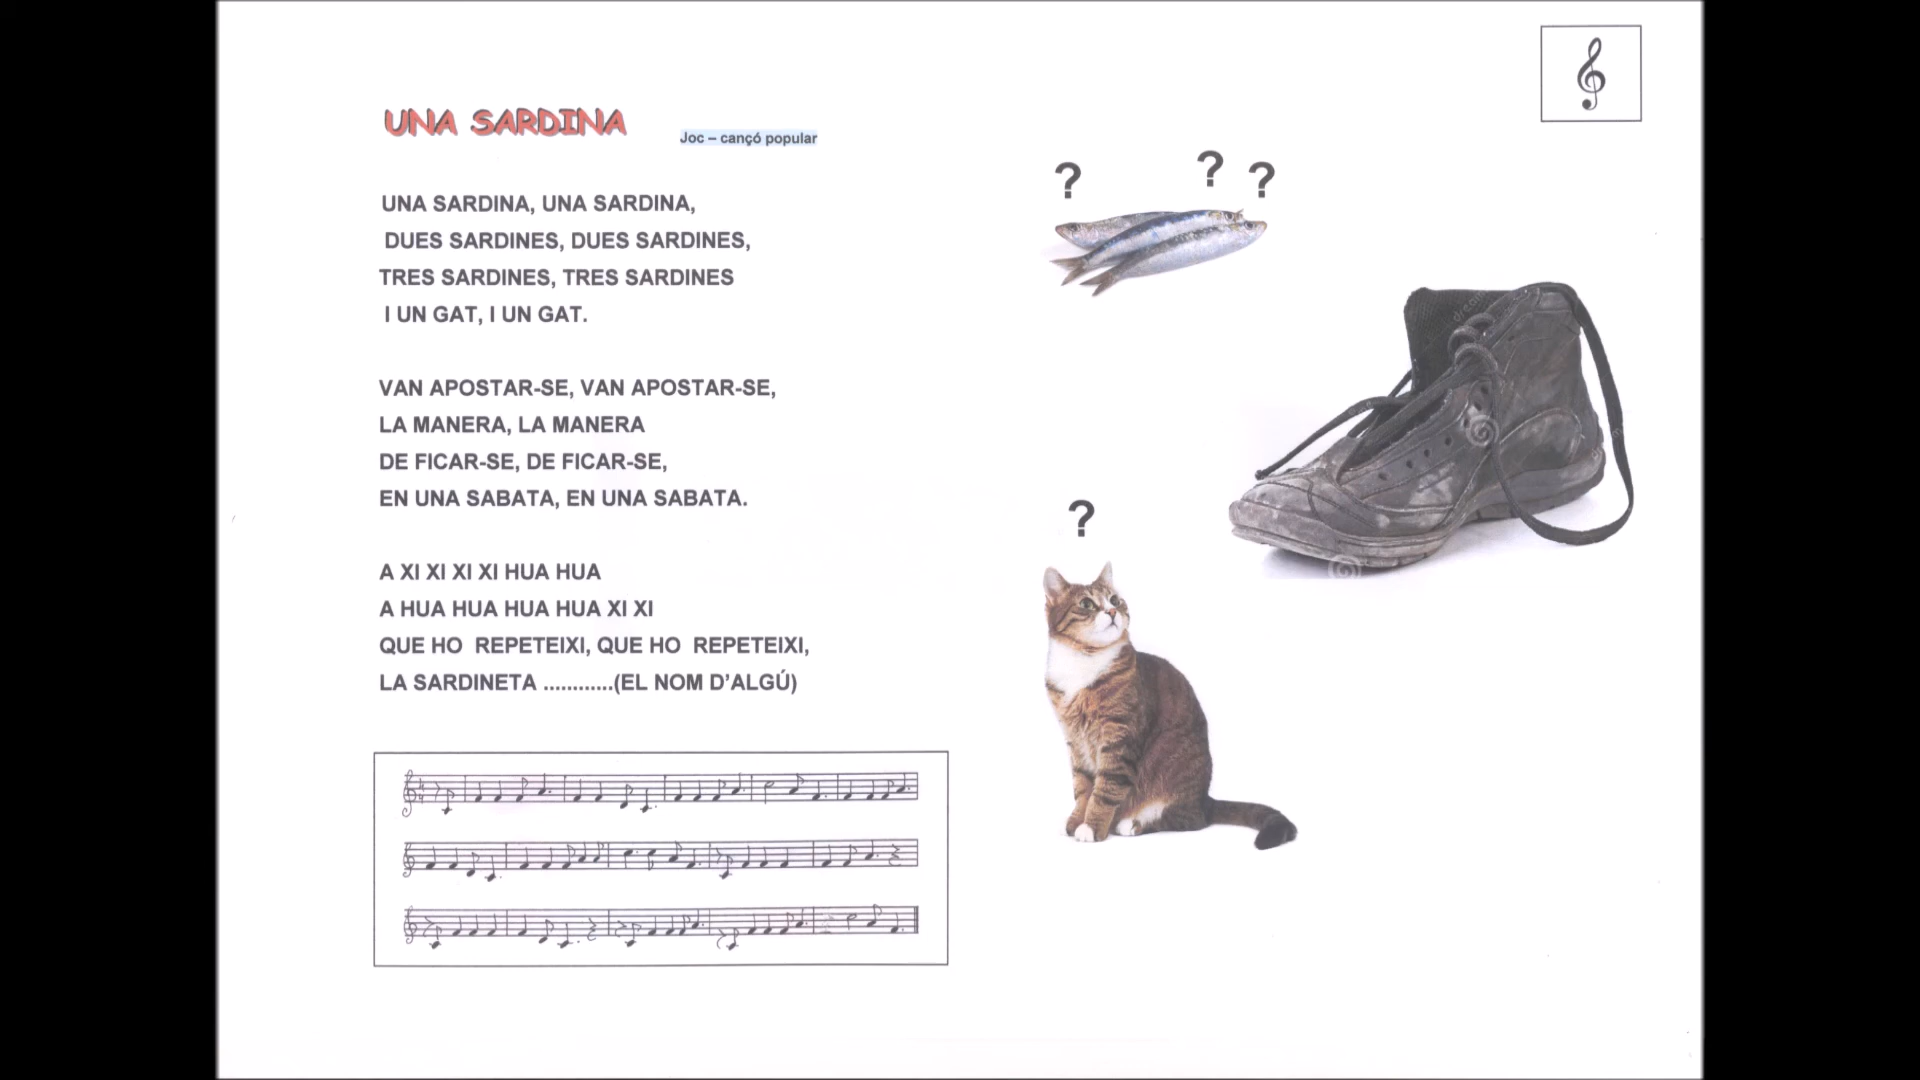 UNA SARDINA
Joc – cançó popular
UNA SARDINA, UNA SARDINA,
DUES SARDINES, DUES SARDINES,
TRES SARDINES, TRES SARDINES
I UN GAT, I UN GAT.
VAN APOSTAR-SE, VAN APOSTAR-SE,
LA MANERA, LA MANERA
DE FICAR-SE, DE FICAR-SE,
EN UNA SABATA, EN UNA SABATA.
A XI XI XI XI HUA HUA
A HUA HUA HUA HUA XI XI
QUE HO REPETEIXI, QUE HO REPETEIXI,
LA SARDINETA ............(EL NOM D'ALGÚ)
? ? ?
?